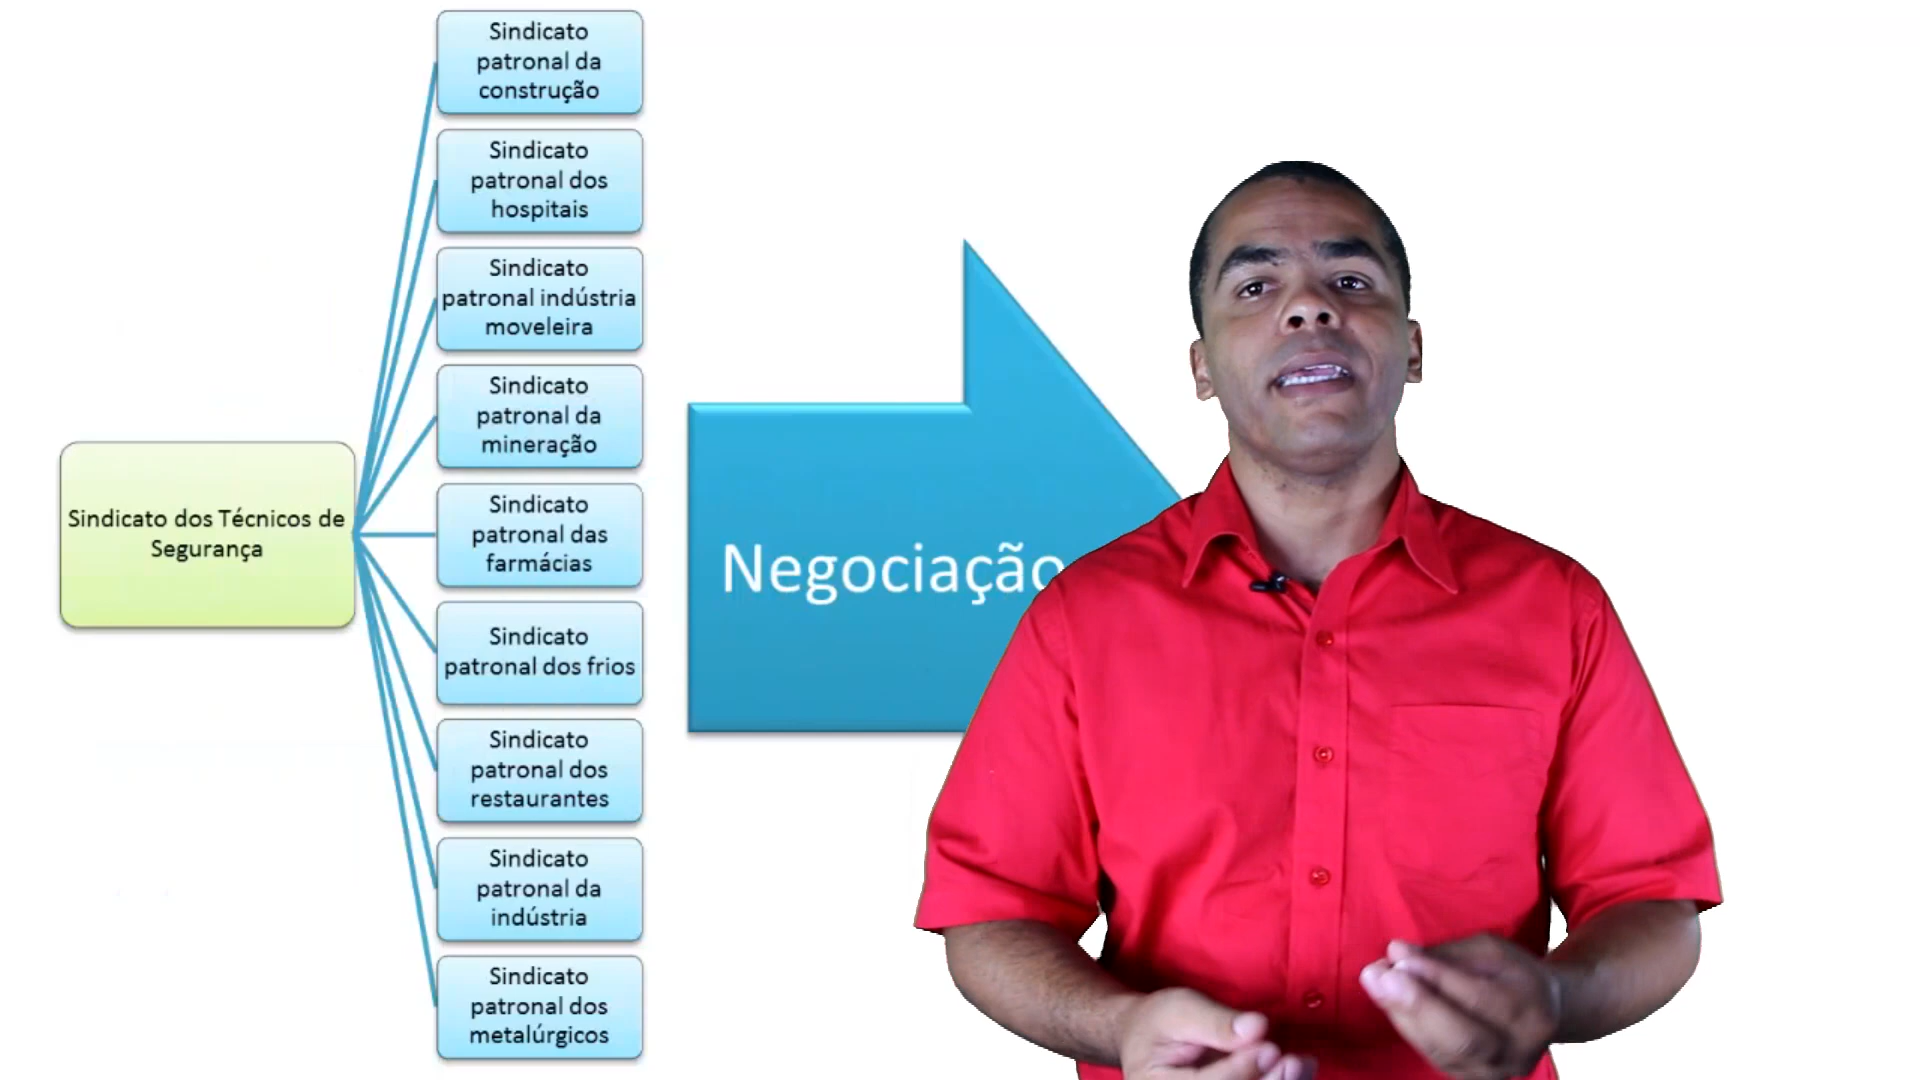 Sindicato
patronal da
construção
Sindicato
patronal dos
hospitais
Sindicato
patronal indústria
moveleira
Sindicato
patronal da
mineração
Sindicato dos Técnicos de
Segurança
Sindicato
patronal das
farmácias
Sindicato
patronal dos frios
Sindicato
patronal dos
restaurantes
Sindicato
patronal da
indústria
Sindicato
patronal dos
metalúrgicos
Negociação